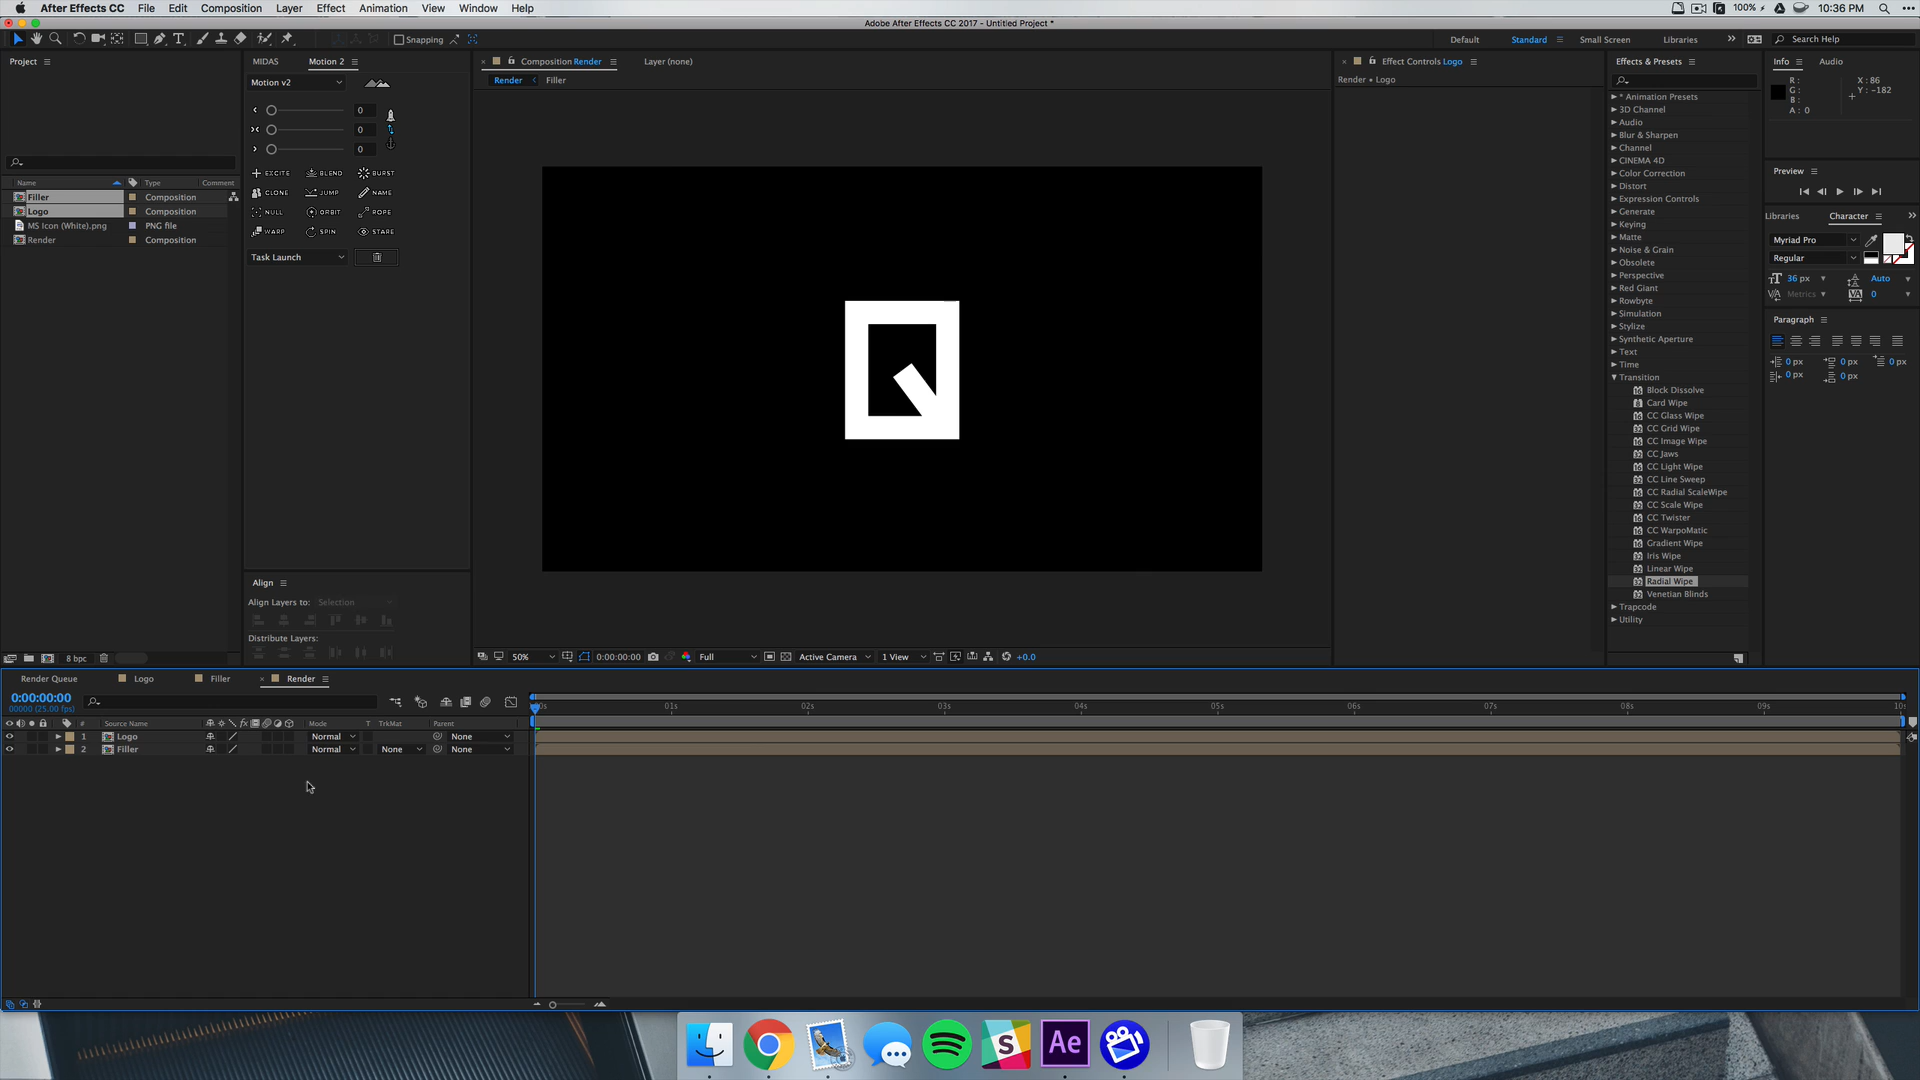 After Effects CC File Edit Composition Layer Effect Animation View Window Help
100% 10:36 PM
Adobe After Effects CC 2017 - Untitled Project *
Snapping
Default Standard Small Screen Libraries Search Help
Project
MIDAS Motion 2
Composition Render Layer (none)
Effect Controls Logo
Effects & Presets
Info Audio
Render Filler
Render • Logo
Motion v2
0
0
0
EXCITE BLEND BURST
CLONE JUMP NAME
NULL ORBIT ROPE
WARP SPIN STARE
Task Launch
Name Type Comment
Filler Composition
Logo Composition
MS Icon (White).png PNG file
Render Composition
Align
Align Layers to: Selection
Distribute Layers:
8 bpc
50% 0:00:00:00 Full Active Camera 1 View +0.0
* Animation Presets
3D Channel
Audio
Blur & Sharpen
Channel
CINEMA 4D
Color Correction
Distort
Expression Controls
Generate
Keying
Matte
Noise & Grain
Obsolete
Perspective
Red Giant
Rowbyte
Simulation
Stylize
Synthetic Aperture
Text
Time
Transition
Block Dissolve
Card Wipe
CC Glass Wipe
CC Grid Wipe
CC Image Wipe
CC Jaws
CC Light Wipe
CC Line Sweep
CC Radial ScaleWipe
CC Scale Wipe
CC Twister
CC WarpoMatic
Gradient Wipe
Iris Wipe
Linear Wipe
Radial Wipe
Venetian Blinds
Trapcode
Utility
R : X : 86
G : Y : -182
B :
A : 0
Preview
Libraries Character
Myriad Pro
Regular
36 px Auto
Metrics 0
Paragraph
0 px 0 px 0 px
0 px 0 px
Render Queue Logo Filler Render
0:00:00:00
00000 (25.00 fps)
# Source Name Mode T TrkMat Parent
1 Logo Normal None
2 Filler Normal None None
00s 01s 02s 03s 04s 05s 06s 07s 08s 09s 10s
Ae